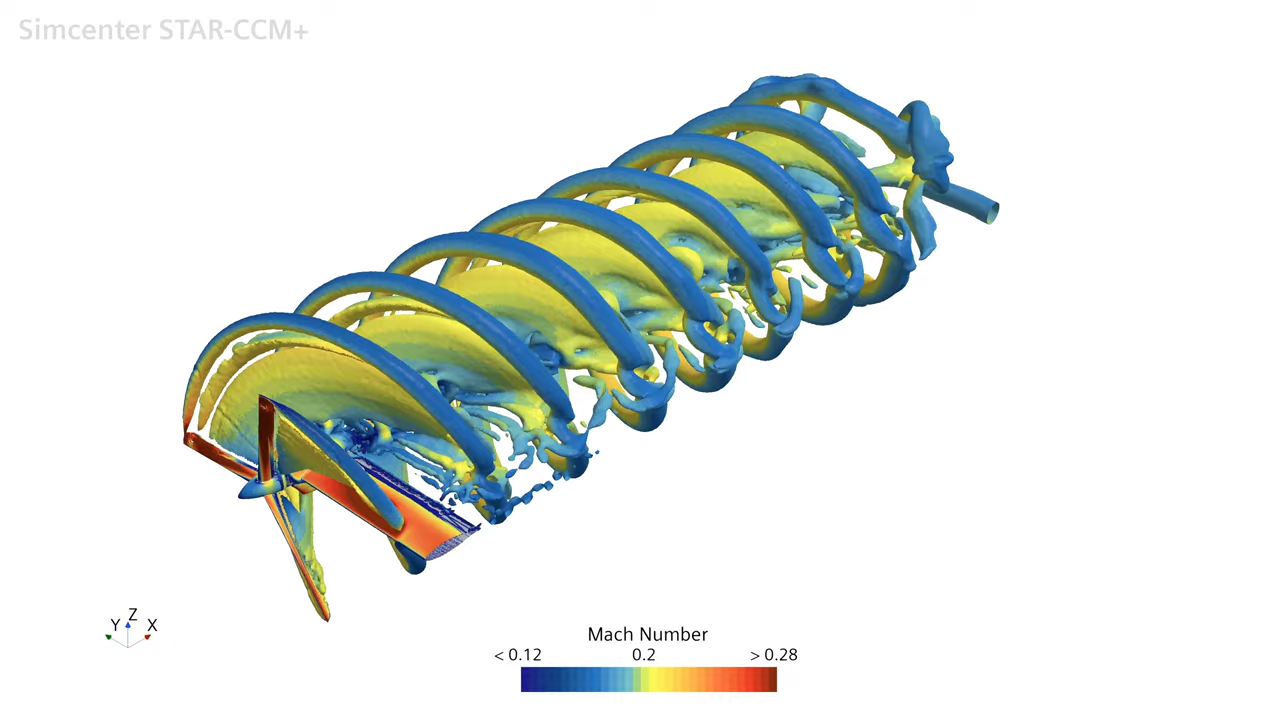 Simcenter STAR-CCM+
Z
Y X
Mach Number
< 0.12 0.2 > 0.28